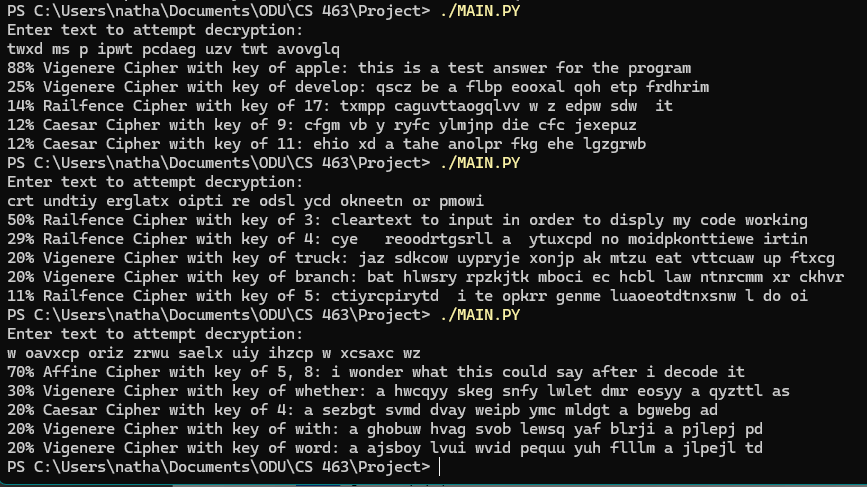 PS C:\Users\natha\Documents\ODU\CS 463\Project> ./MAIN.PY
Enter text to attempt decryption:
twxd ms p ipwt pcdaeg uzv twt avovglq
88% Vigenere Cipher with key of apple: this is a test answer for the program
25% Vigenere Cipher with key of develop: qscz be a flbp eooxal qoh etp frdhrim
14% Railfence Cipher with key of 17: txmpp caguvttaogqlvv w z edpw sdw  it
12% Caesar Cipher with key of 9: cfgm vb y ryfc ylmjnp die cfc jexepuz
12% Caesar Cipher with key of 11: ehio xd a tahe anolpr fkg ehe lgzgrwb
PS C:\Users\natha\Documents\ODU\CS 463\Project> ./MAIN.PY
Enter text to attempt decryption:
crt undtiy erglatx oipti re odsl ycd okneetn or pmowi
50% Railfence Cipher with key of 3: cleartext to input in order to disply my code working
29% Railfence Cipher with key of 4: cye   reoodrtgsrll a  ytuxcpd no moidpkonttiewe irtin
20% Vigenere Cipher with key of truck: jaz sdkcow uypryje xonjp ak mtzu eat vttcuaw up ftxcg
20% Vigenere Cipher with key of branch: bat hlwsry rpzkjtk mboci ec hcbl law ntnrcmm xr ckhvr
11% Railfence Cipher with key of 5: ctiyrcpirytd  i te opkrr genme luaoeotdtnxsnw l do oi
PS C:\Users\natha\Documents\ODU\CS 463\Project> ./MAIN.PY
Enter text to attempt decryption:
w oavxcp oriz zrwu saelx uiy ihzcp w xcsaxc wz
70% Affine Cipher with key of 5, 8: i wonder what this could say after i decode it
30% Vigenere Cipher with key of whether: a hwcqyy skeg snfy lwlet dmr eosyy a qyzttl as
20% Caesar Cipher with key of 4: a sezbgt svmd dvay weipb ymc mldgt a bgwebg ad
20% Vigenere Cipher with key of with: a ghobuw hvag svob lewsq yaf blrji a pjlepj pd
20% Vigenere Cipher with key of word: a ajsboy lvui wvid pequu yuh flllm a jlpejl td
PS C:\Users\natha\Documents\ODU\CS 463\Project>